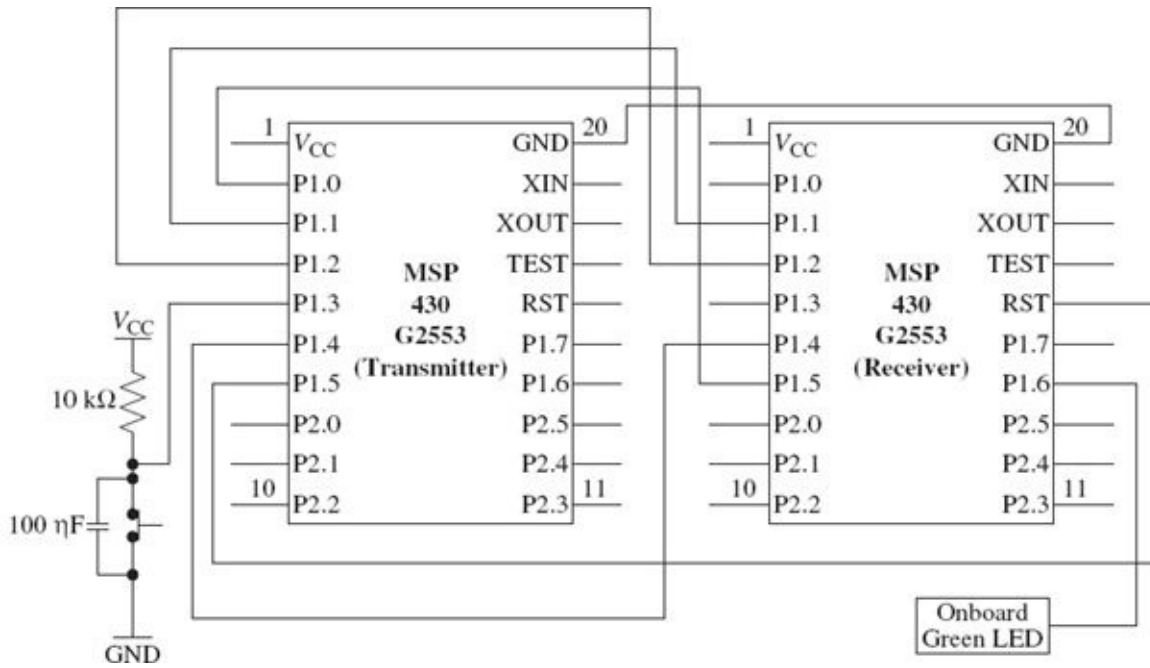 1
20
V_CC
GND
P1.0
XIN
P1.1
XOUT
P1.2
TEST
P1.3
RST
P1.4
P1.7
P1.5
P1.6
P2.0
P2.5
P2.1
P2.4
10
11
P2.2
P2.3
MSP
430
G2553
(Transmitter)
1
20
V_CC
GND
P1.0
XIN
P1.1
XOUT
P1.2
TEST
P1.3
RST
P1.4
P1.7
P1.5
P1.6
P2.0
P2.5
P2.1
P2.4
10
11
P2.2
P2.3
MSP
430
G2553
(Receiver)
V_CC
10 kΩ
100 ηF
GND
Onboard
Green LED